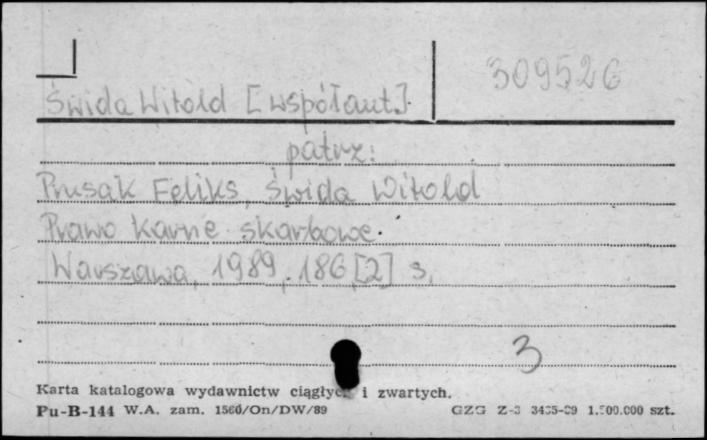 309526
Świda Witold [współaut.].
patrz:
Prusak Feliks, Świda Witold
Prawo karne skarbowe.
Warszawa, 1989, 186,[2] s.
3
Karta katalogowa wydawnictw ciągłych i zwartych.
Pu-B-144 W.A. zam. 1560/On/DW/89 GZG Z-3 3435-89 1.500.000 szt.